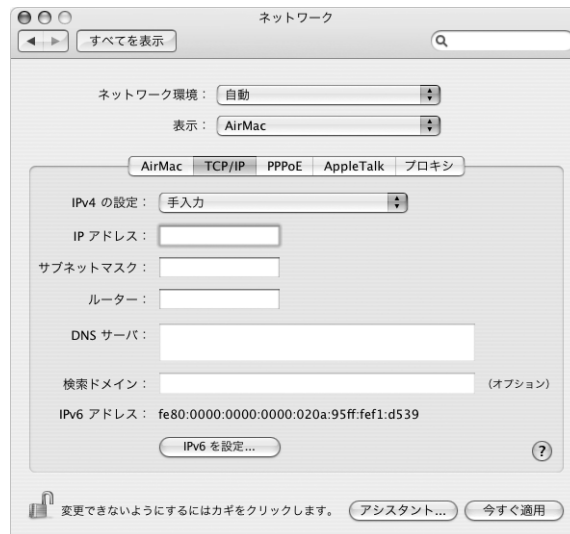 ネットワーク
すべてを表示
ネットワーク環境： 自動
表示： AirMac
AirMac TCP/IP PPPoE AppleTalk プロキシ
IPv4 の設定： 手入力
IP アドレス：
サブネットマスク：
ルーター：
DNS サーバ：
検索ドメイン： (オプション)
IPv6 アドレス： fe80:0000:0000:0000:020a:95ff:fef1:d539
IPv6 を設定...
?
変更できないようにするにはカギをクリックします。 アシスタント... 今すぐ適用